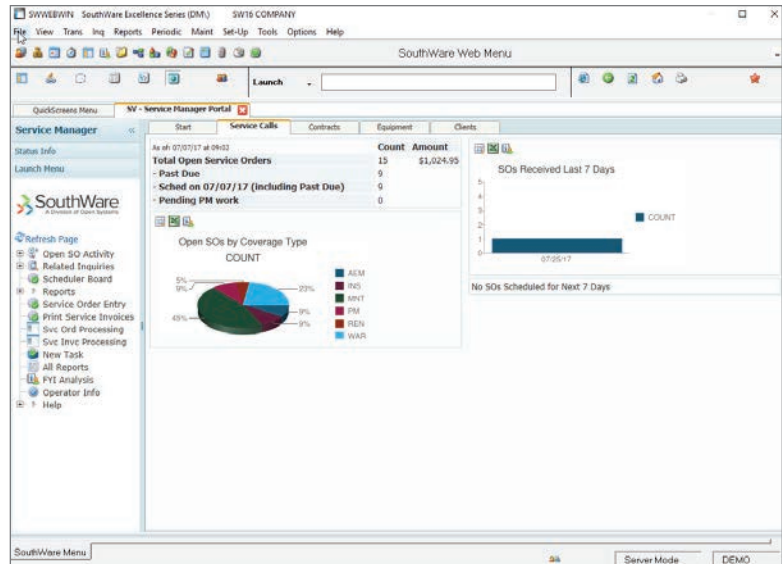 SWWEBWIN SouthWare Excellence Series (DM\) SW16 COMPANY
File View Trans Inq Reports Periodic Maint Set-Up Tools Options Help
SouthWare Web Menu
Launch
QuickScreens Menu SV - Service Manager Portal
Service Manager
Status Info
Launch Menu
SouthWare
A Division of Open Systems
Refresh Page
Open SO Activity
Related Inquiries
Scheduler Board
Reports
Service Order Entry
Print Service Invoices
Svc Ord Processing
Svc Invc Processing
New Task
All Reports
FYI Analysis
Operator Info
Help
Start Service Calls Contracts Equipment Clients
As of 07/07/17 at 09:02 Count Amount
Total Open Service Orders 15 $1,024.95
- Past Due 9
- Sched on 07/07/17 (including Past Due) 9
- Pending PM work 0
Open SOs by Coverage Type
COUNT
5%
9%
45%
23%
9%
9%
AEM
INS
MNT
PM
REN
WAR
SOs Received Last 7 Days
5
4
3
2
1
0
07/25/17
COUNT
No SOs Scheduled for Next 7 Days
SouthWare Menu
Server Mode DEMO